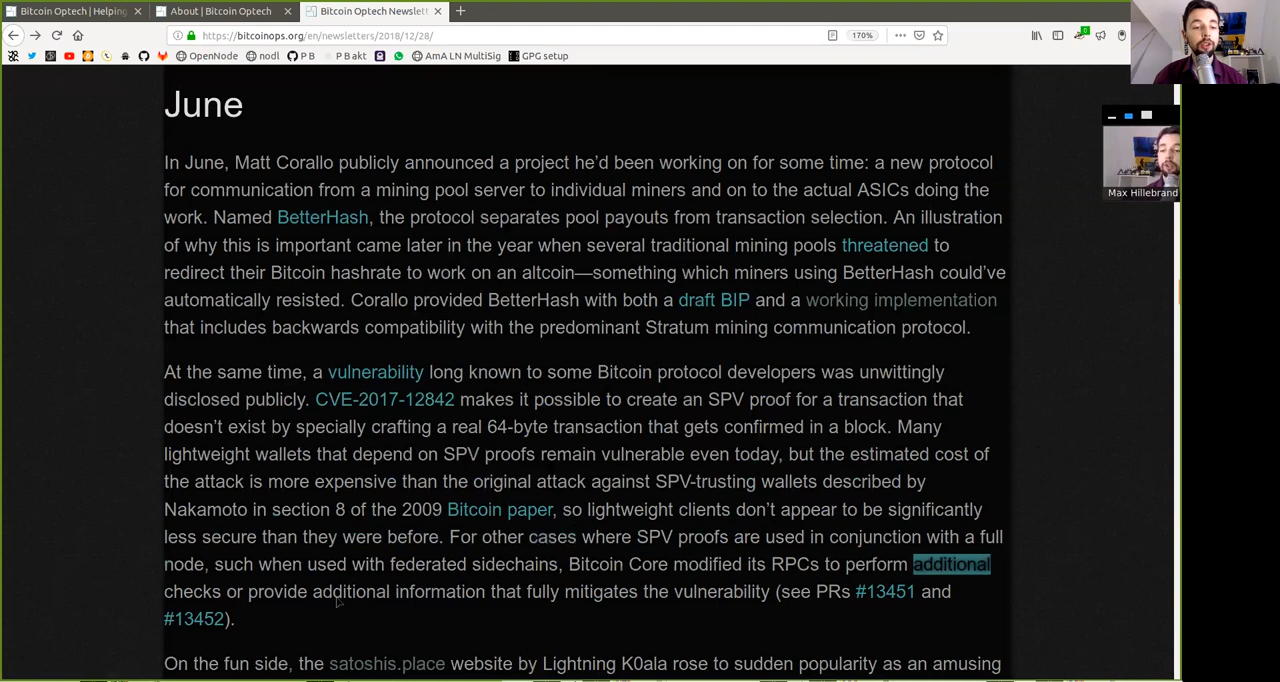 Bitcoin Optech | Helping
About | Bitcoin Optech
Bitcoin Optech Newslett
https://bitcoinops.org/en/newsletters/2018/12/28/
170%
OpenNode
nodl
P B
P B akt
AmA LN MultiSig
GPG setup
0
Max Hillebrand
June
In June, Matt Corallo publicly announced a project he’d been working on for some time: a new protocol
for communication from a mining pool server to individual miners and on to the actual ASICs doing the
work. Named BetterHash, the protocol separates pool payouts from transaction selection. An illustration
of why this is important came later in the year when several traditional mining pools threatened to
redirect their Bitcoin hashrate to work on an altcoin—something which miners using BetterHash could’ve
automatically resisted. Corallo provided BetterHash with both a draft BIP and a working implementation
that includes backwards compatibility with the predominant Stratum mining communication protocol.
At the same time, a vulnerability long known to some Bitcoin protocol developers was unwittingly
disclosed publicly. CVE-2017-12842 makes it possible to create an SPV proof for a transaction that
doesn’t exist by specially crafting a real 64-byte transaction that gets confirmed in a block. Many
lightweight wallets that depend on SPV proofs remain vulnerable even today, but the estimated cost of
the attack is more expensive than the original attack against SPV-trusting wallets described by
Nakamoto in section 8 of the 2009 Bitcoin paper, so lightweight clients don’t appear to be significantly
less secure than they were before. For other cases where SPV proofs are used in conjunction with a full
node, such when used with federated sidechains, Bitcoin Core modified its RPCs to perform additional
checks or provide additional information that fully mitigates the vulnerability (see PRs #13451 and
#13452).
On the fun side, the satoshis.place website by Lightning K0ala rose to sudden popularity as an amusing